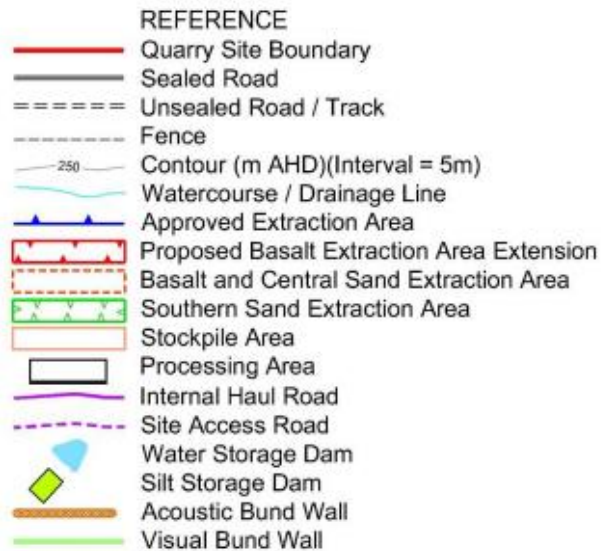 REFERENCE
Quarry Site Boundary
Sealed Road
Unsealed Road / Track
Fence
250 Contour (m AHD)(Interval = 5m)
Watercourse / Drainage Line
Approved Extraction Area
Proposed Basalt Extraction Area Extension
Basalt and Central Sand Extraction Area
Southern Sand Extraction Area
Stockpile Area
Processing Area
Internal Haul Road
Site Access Road
Water Storage Dam
Silt Storage Dam
Acoustic Bund Wall
Visual Bund Wall